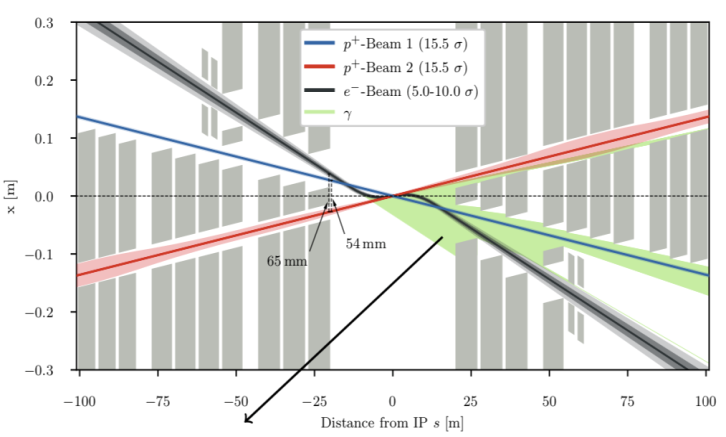 0.3
0.2
0.1
0.0
−0.1
−0.2
−0.3
x [m]
p⁺-Beam 1 (15.5 σ)
p⁺-Beam 2 (15.5 σ)
e⁻-Beam (5.0-10.0 σ)
γ
54 mm
65 mm
−100 −75 −50 −25 0 25 50 75 100
Distance from IP s [m]